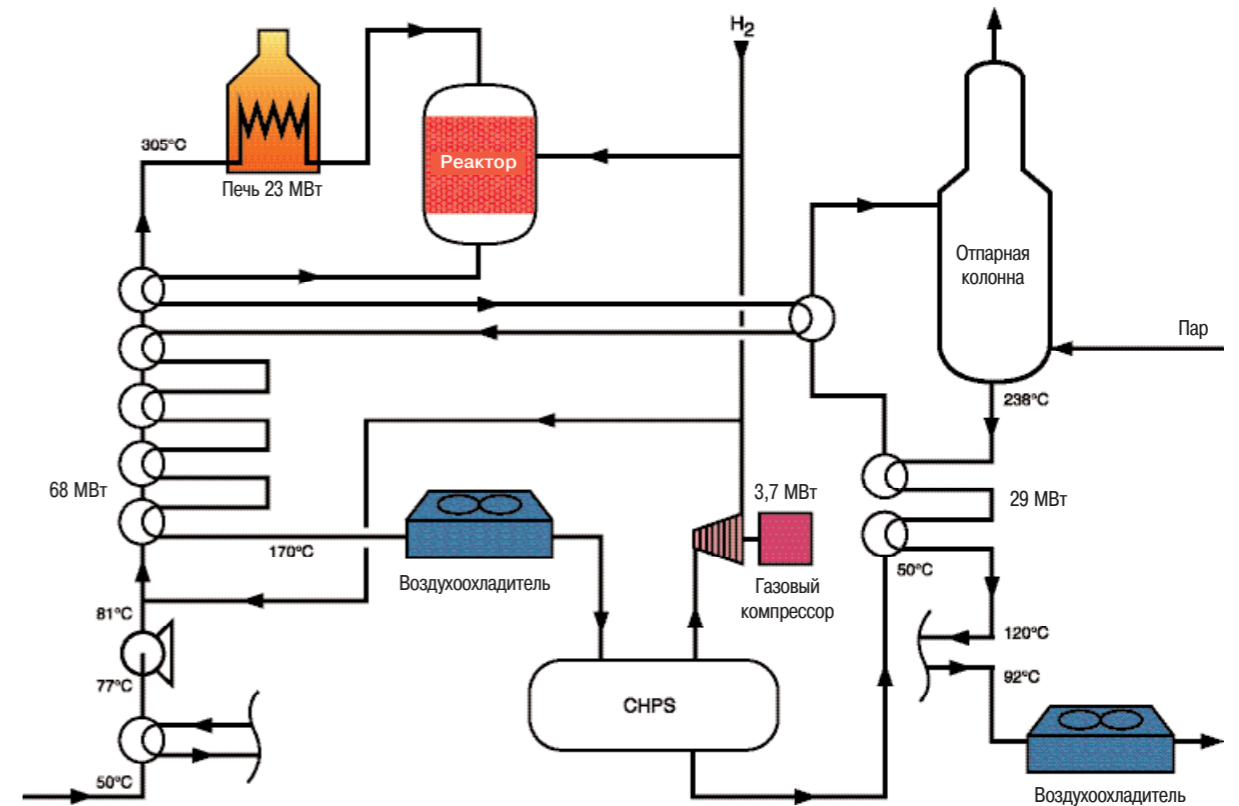 H2
305°C
Печь 23 МВт
Реактор
Отпарная
колонна
Пар
238°C
68 МВт
3,7 МВт
29 МВт
170°C
Воздухоохладитель
Газовый
компрессор
50°C
81°C
120°C
77°C
92°C
CHPS
50°C
Воздухоохладитель